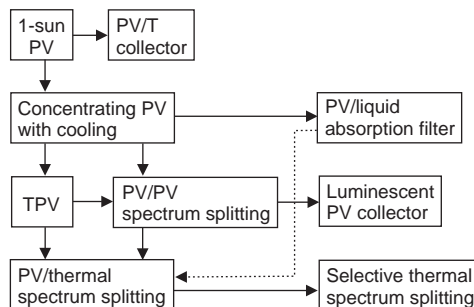 1-sun
PV
PV/T
collector
Concentrating PV
with cooling
PV/liquid
absorption filter
TPV
PV/PV
spectrum splitting
Luminescent
PV collector
PV/thermal
spectrum splitting
Selective thermal
spectrum splitting